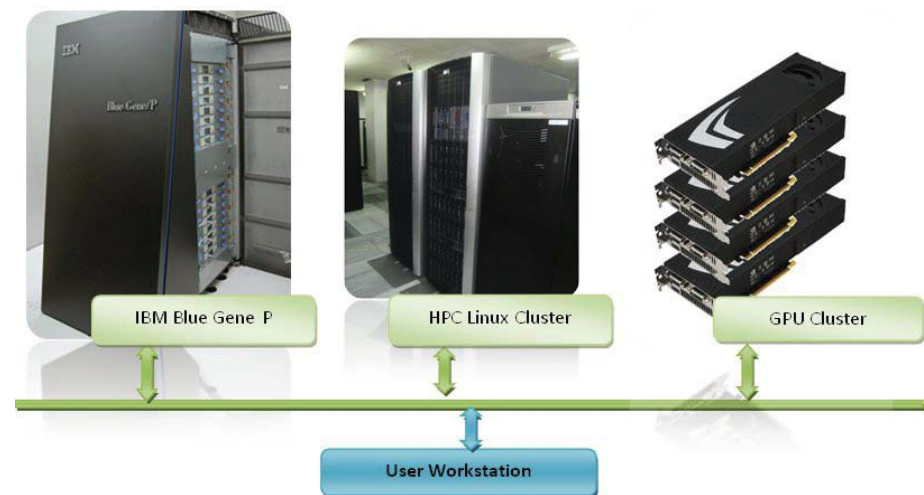 IBM
Blue Gene/P
IBM Blue Gene P
HPC Linux Cluster
GPU Cluster
User Workstation